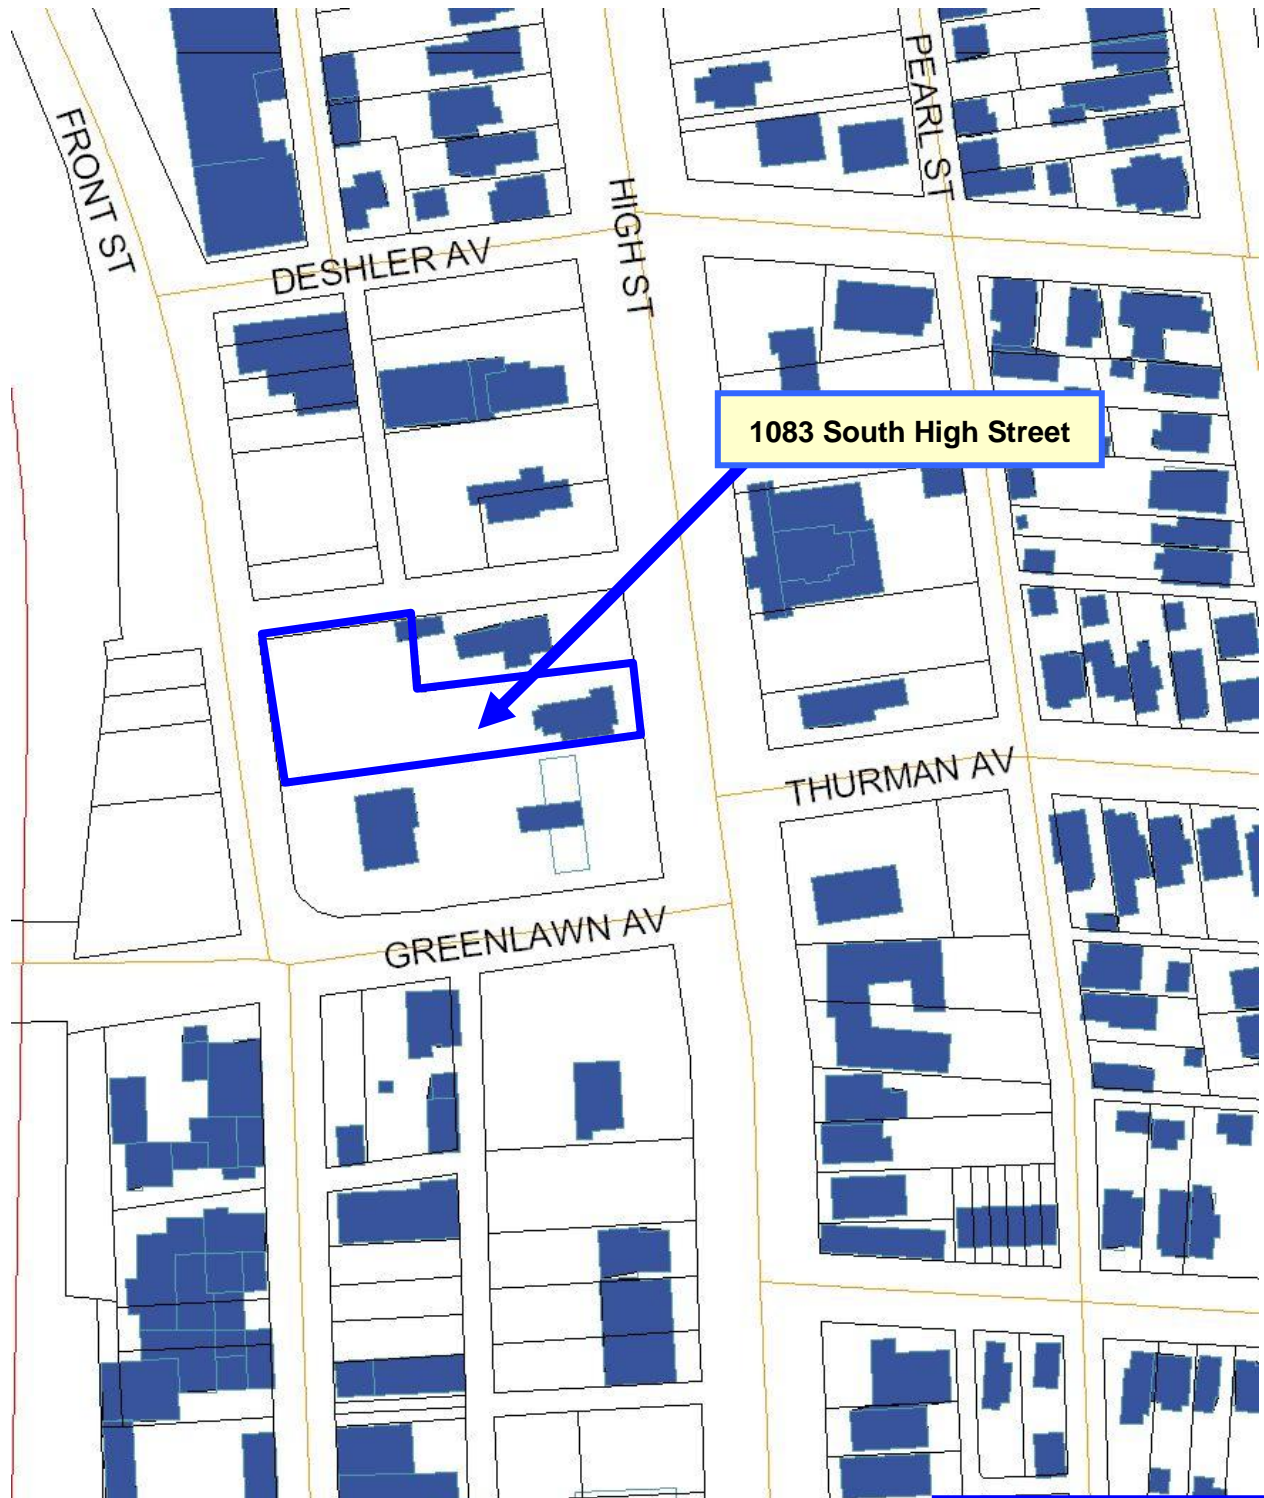 PEARL ST
FRONT ST
HIGH ST
DESHLER AV
1083 South High Street
THURMAN AV
GREENLAWN AV